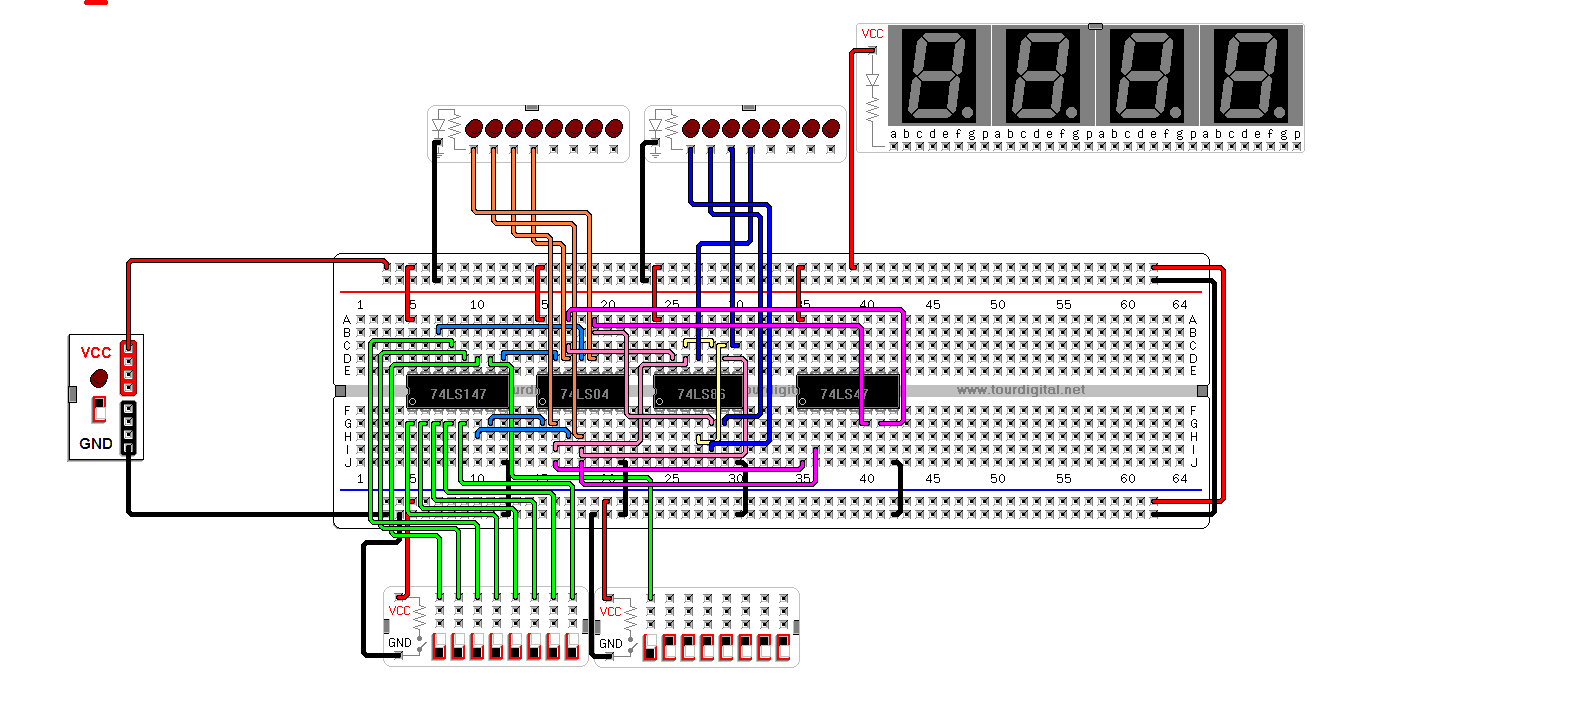 VCC
a b c d e f g p a b c d e f g p a b c d e f g p a b c d e f g p
1 5 10 15 20 25 30 35 40 45 50 55 60 64
A A
B B
C C
D D
E E
VCC
74LS147
74LS04
74LS86
74LS47
www.tourdigital.net
F F
G G
H H
I I
J J
GND
1 5 10 15 20 25 30 35 40 45 50 55 60 64
VCC
VCC
GND
GND